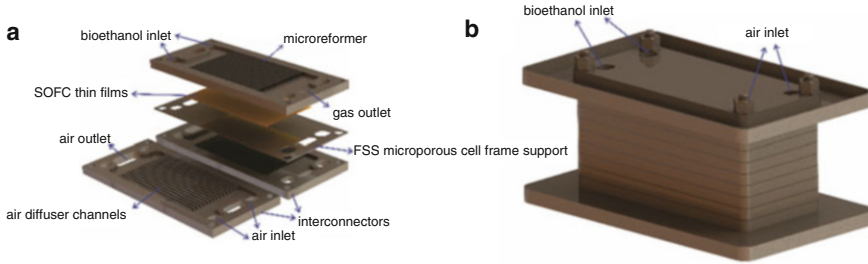 a
bioethanol inlet
microreformer
SOFC thin films
gas outlet
air outlet
FSS microporous cell frame support
air diffuser channels
interconnectors
air inlet
b
bioethanol inlet
air inlet